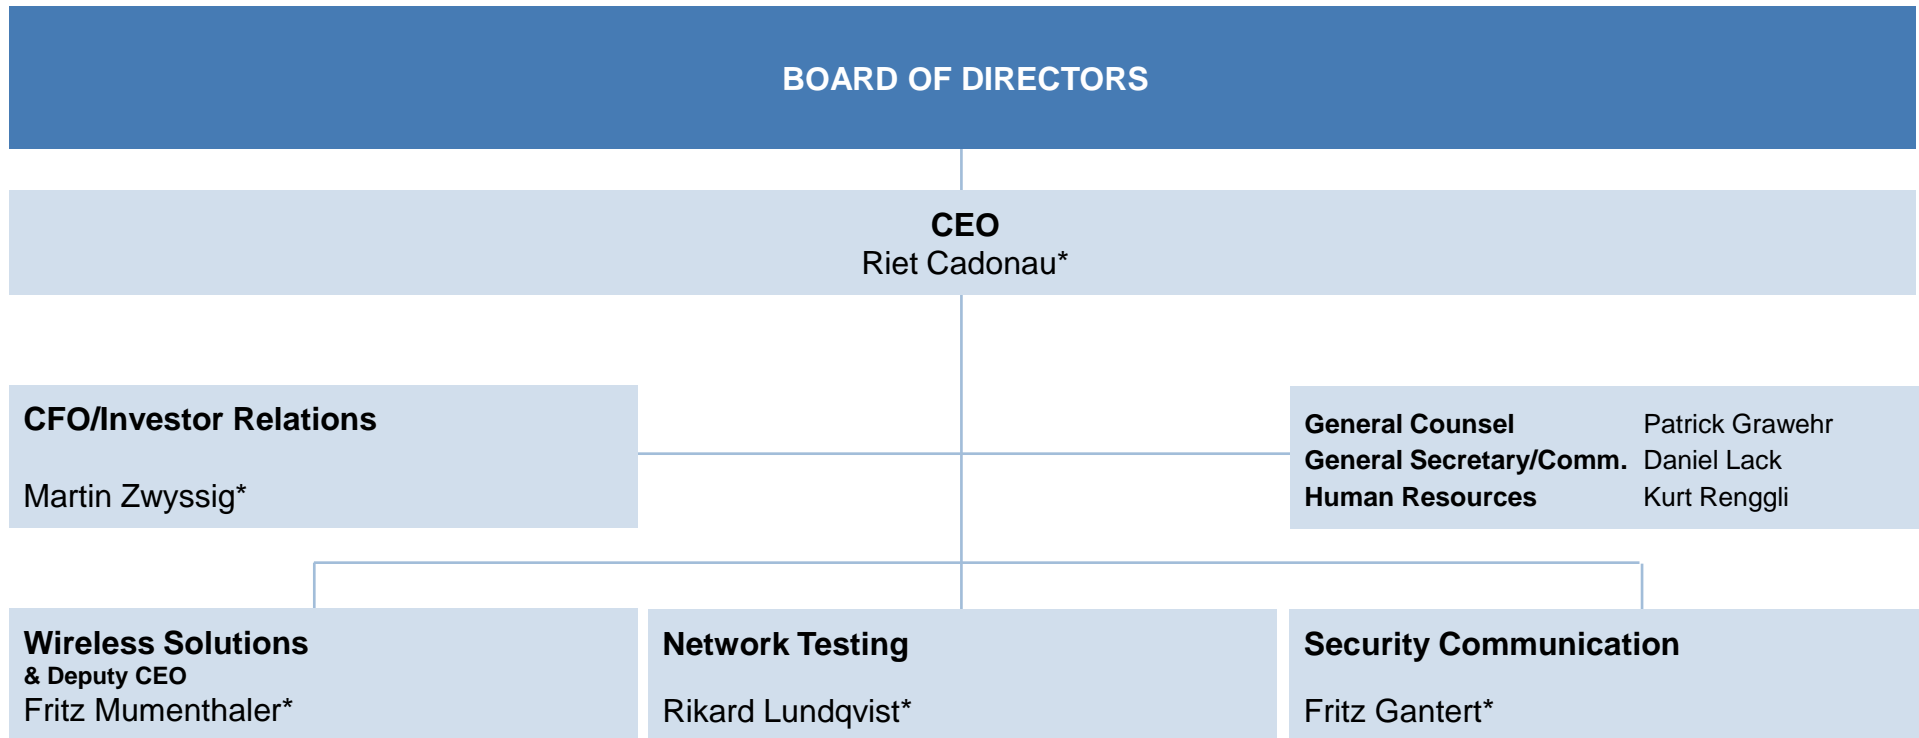 BOARD OF DIRECTORS
CEO
Riet Cadonau*
CFO/Investor Relations
Martin Zwyssig*
General Counsel Patrick Grawehr
General Secretary/Comm. Daniel Lack
Human Resources Kurt Renggli
Wireless Solutions
& Deputy CEO
Fritz Mumenthaler*
Network Testing
Rikard Lundqvist*
Security Communication
Fritz Gantert*